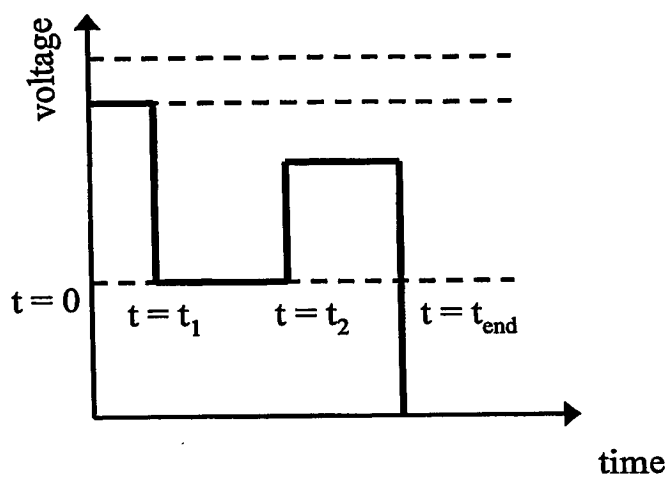 voltage
t = 0
t = t₁
t = t₂
t = tₑₙd
time